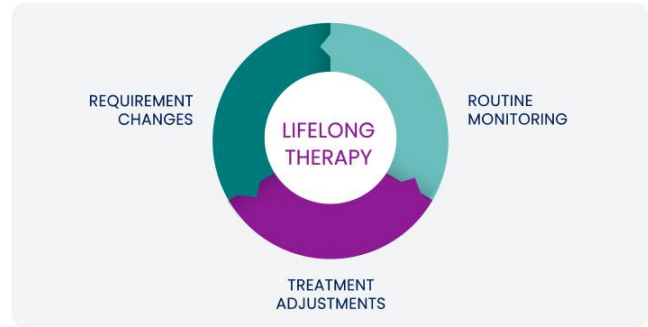 REQUIREMENT
CHANGES
LIFELONG
THERAPY
ROUTINE
MONITORING
TREATMENT
ADJUSTMENTS